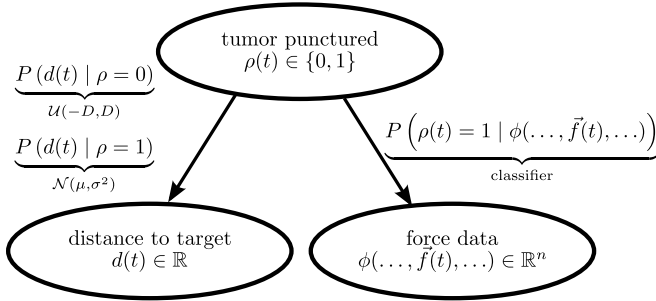 tumor punctured
ρ(t) ∈ {0, 1}
P (d(t) | ρ = 0)
U(−D,D)
P (d(t) | ρ = 1)
N(μ,σ²)
P (ρ(t) = 1 | φ(. . . , f⃗(t), . . .))
classifier
distance to target
d(t) ∈ ℝ
force data
φ(. . . , f⃗(t), . . .) ∈ ℝⁿ